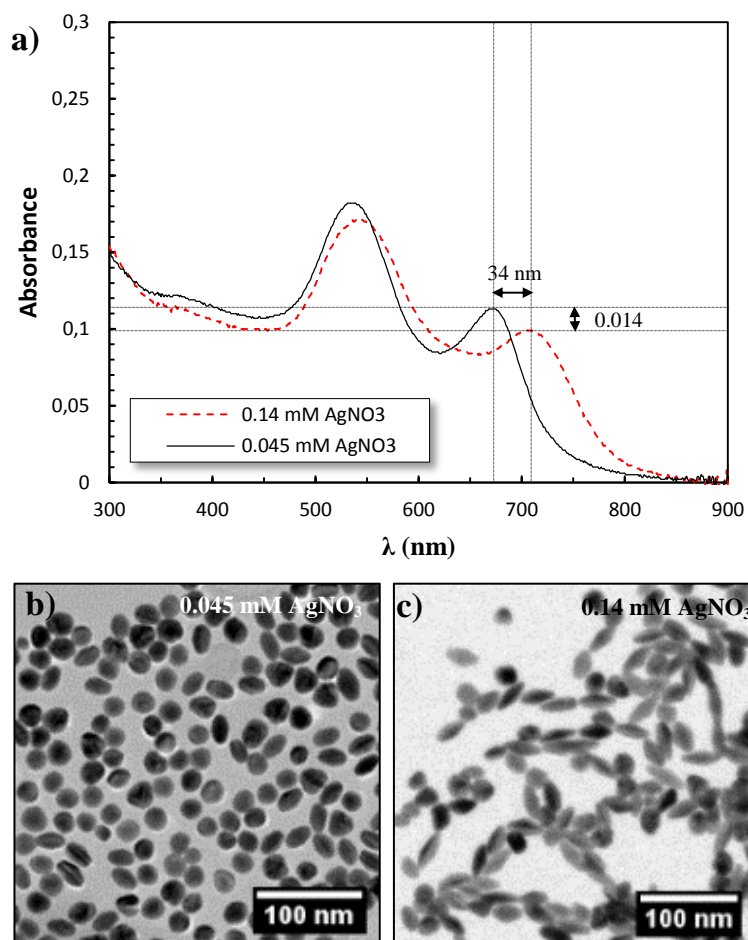 a)
0,3
0,25
0,2
0,15
0,1
0,05
0
Absorbance
34 nm
0.014
0.14 mM AgNO3
0.045 mM AgNO3
300 400 500 600 700 800 900
λ (nm)
b) 0.045 mM AgNO₃
100 nm
c) 0.14 mM AgNO₃
100 nm